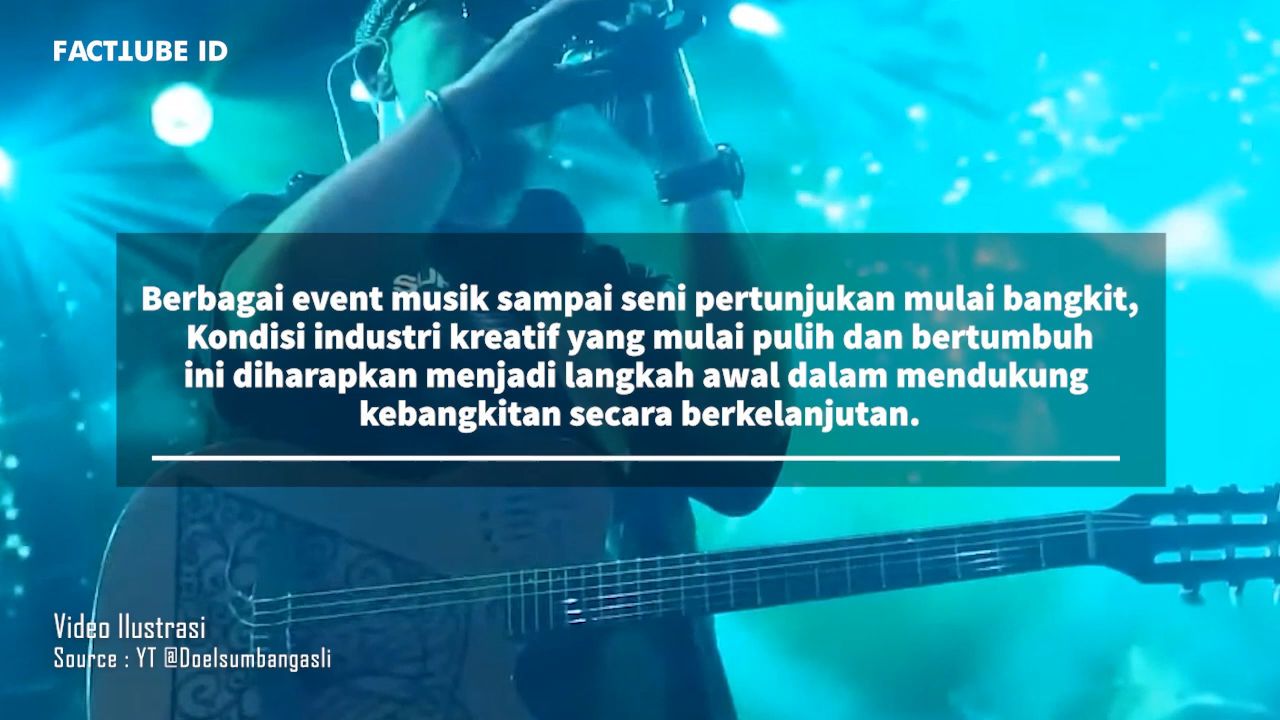 FACTTUBE ID
Berbagai event musik sampai seni pertunjukan mulai bangkit,
Kondisi industri kreatif yang mulai pulih dan bertumbuh
ini diharapkan menjadi langkah awal dalam mendukung
kebangkitan secara berkelanjutan.
Video Ilustrasi
Source : YT @Doelsumbangasli